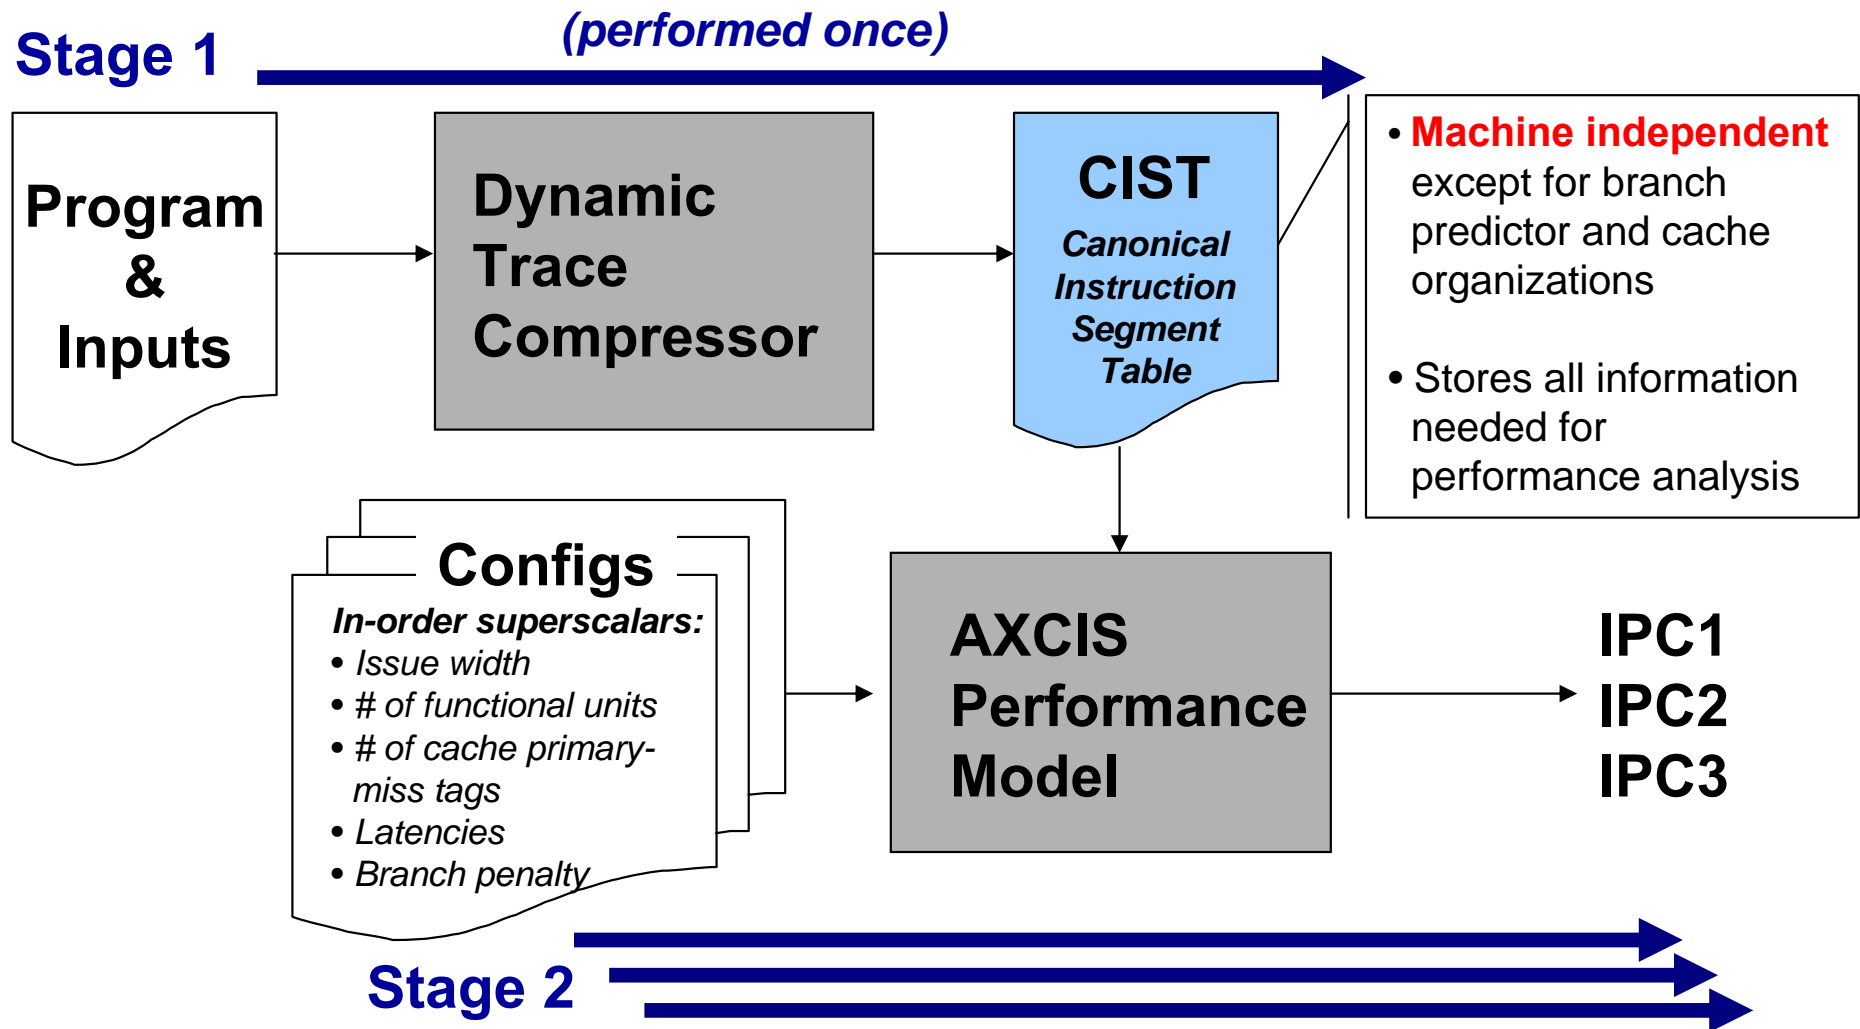 Stage 1
(performed once)
Program
&
Inputs
Dynamic
Trace
Compressor
CIST
Canonical
Instruction
Segment
Table
• Machine independent
except for branch
predictor and cache
organizations
• Stores all information
needed for
performance analysis
Configs
In-order superscalars:
• Issue width
• # of functional units
• # of cache primary-
miss tags
• Latencies
• Branch penalty
AXCIS
Performance
Model
IPC1
IPC2
IPC3
Stage 2